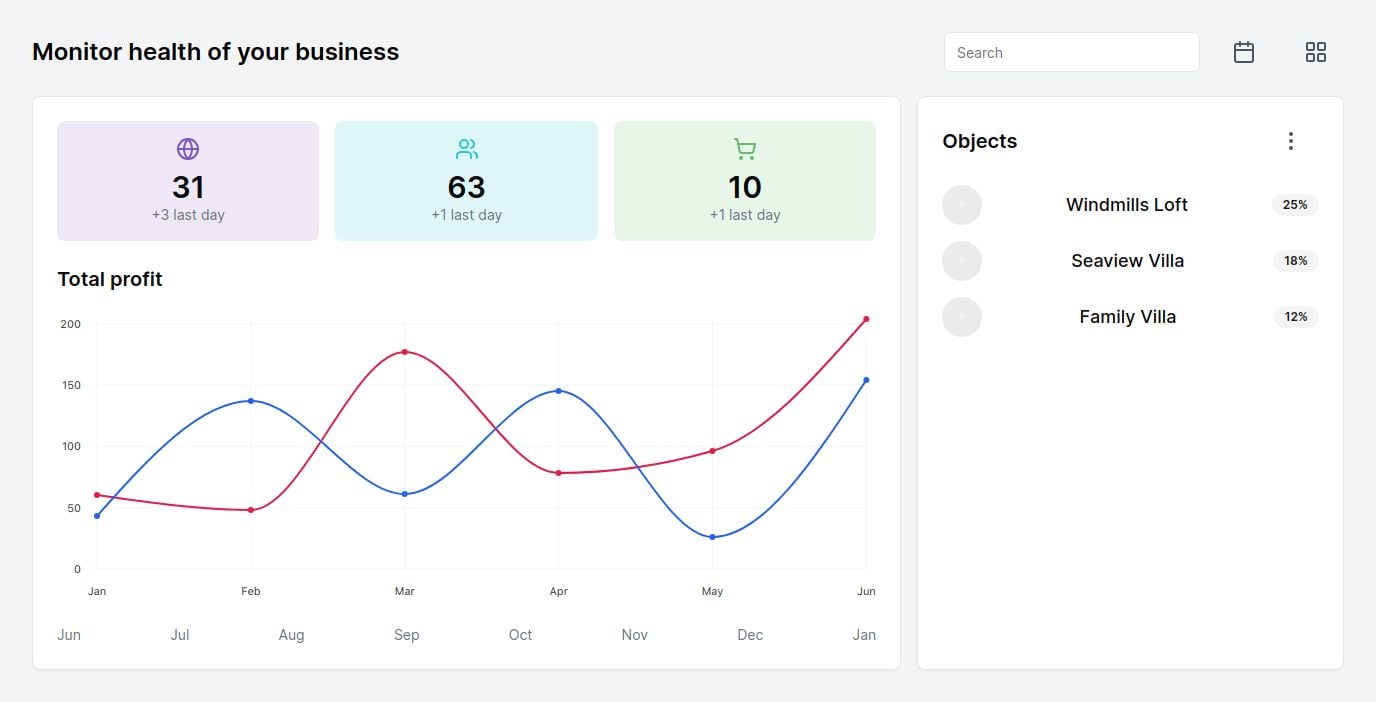 Monitor health of your business
Search
31
+3 last day
63
+1 last day
10
+1 last day
Total profit
200
150
100
50
0
Jan Feb Mar Apr May Jun
Jun Jul Aug Sep Oct Nov Dec Jan
Objects
Windmills Loft 25%
Seaview Villa 18%
Family Villa 12%